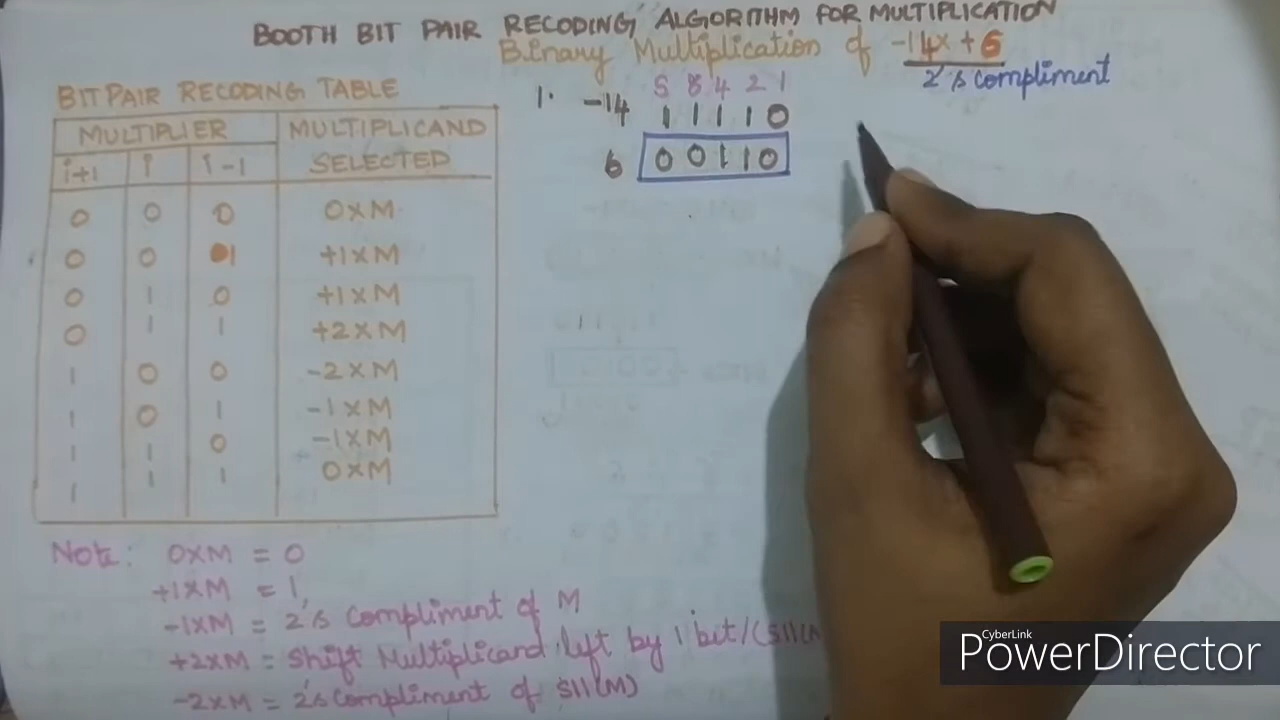 BOOTH BIT PAIR RECODING ALGORITHM FOR MULTIPLICATION
Binary Multiplication of -14x+6
2's compliment
BIT PAIR RECODING TABLE
MULTIPLIER MULTIPLICAND SELECTED
i+1 i i-1
0 0 0 0XM
0 0 1 +1XM
0 1 0 +1XM
0 1 1 +2XM
1 0 0 -2XM
1 0 1 -1XM
1 1 0 -1XM
1 1 1 0XM
S 8 4 2 1
1. -14 1 1 1 1 0
6 0 0 1 1 0
Note: 0XM = 0
+1XM = 1
-1XM = 2's Compliment of M
+2XM = Shift Multiplicand left by 1 bit/(Sll(M
-2XM = 2's Compliment of Sll(M)
CyberLink
PowerDirector